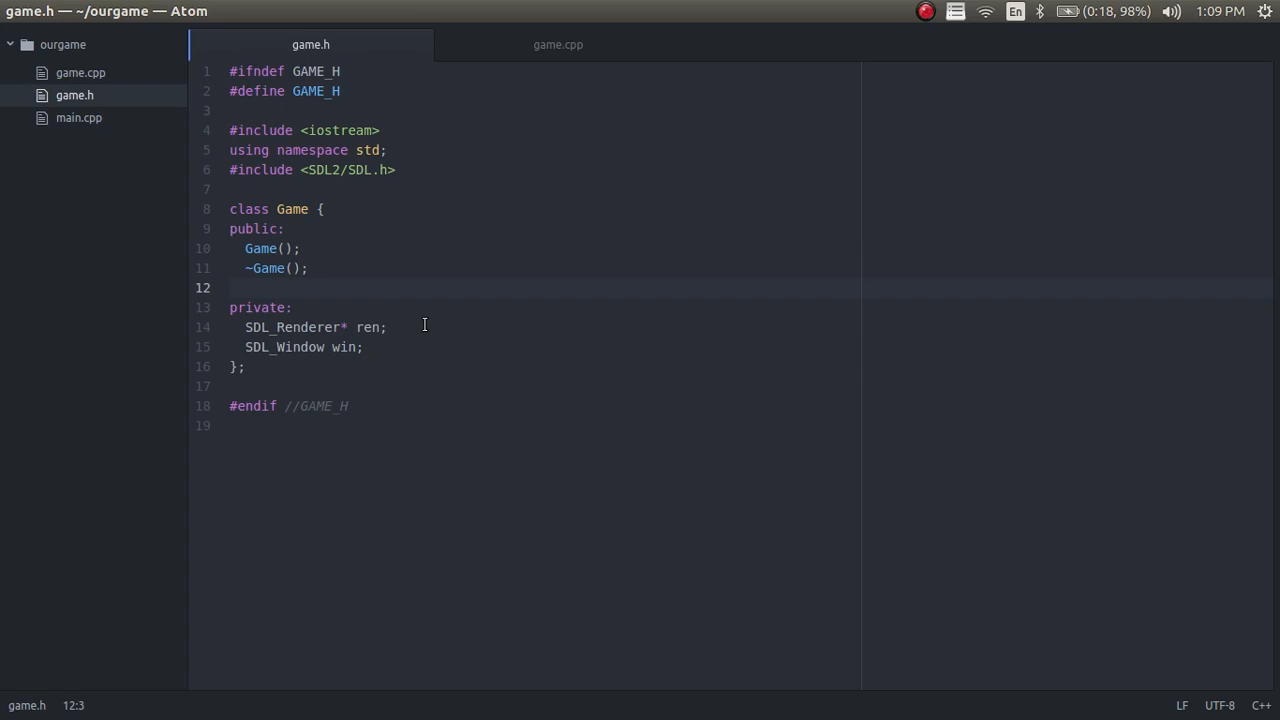 game.h — ~/ourgame — Atom
En
(0:18, 98%)
1:09 PM
ourgame
game.cpp
game.h
main.cpp
game.h
game.cpp
1 #ifndef GAME_H
2 #define GAME_H
3
4 #include <iostream>
5 using namespace std;
6 #include <SDL2/SDL.h>
7
8 class Game {
9 public:
10 Game();
11 ~Game();
12
13 private:
14 SDL_Renderer* ren;
15 SDL_Window win;
16 };
17
18 #endif //GAME_H
19
game.h 12:3
LF UTF-8 C++